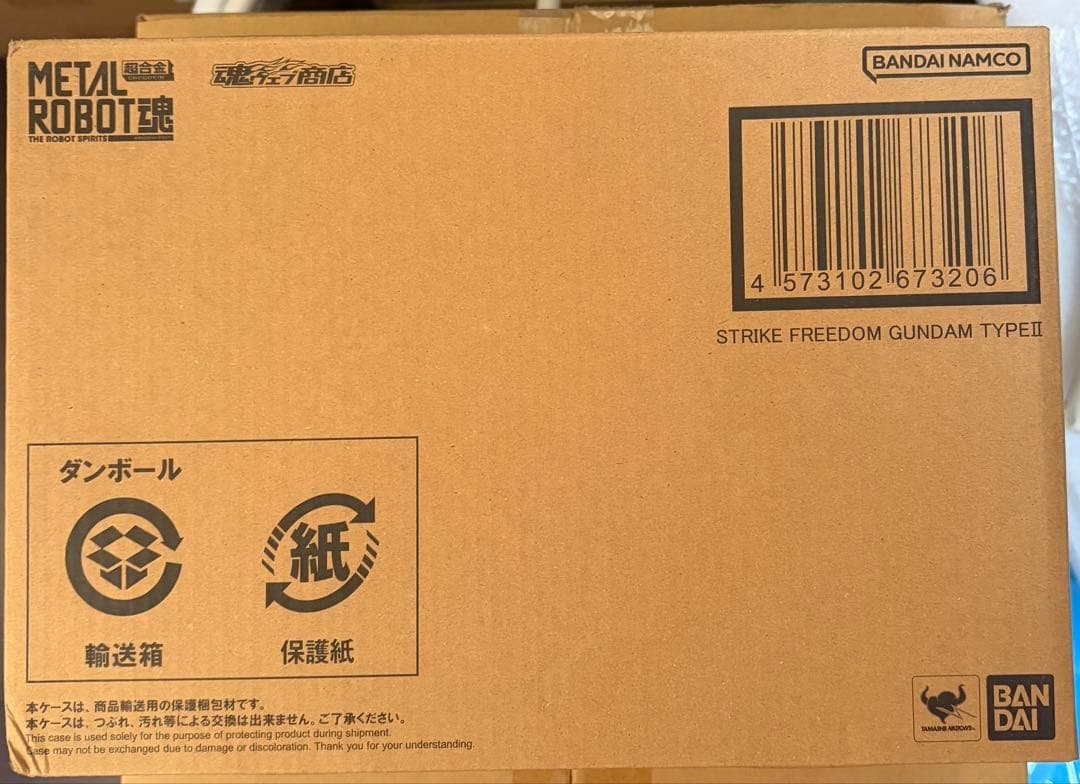 METAL
ROBOT魂
超合金
CHOGOKIN
THE ROBOT SPIRITS
魂ウェブ商店
BANDAI NAMCO
4 573102 673206
STRIKE FREEDOM GUNDAM TYPEⅡ
ダンボール
紙
輸送箱
保護紙
本ケースは、商品輸送用の保護梱包材です。
本ケースは、つぶれ、汚れ等による交換は出来ません。ご了承ください。
This case is used solely for the purpose of protecting product during shipment.
Case may not be exchanged due to damage or discoloration. Thank you for your understanding.
TAMASHII NATIONS
BAN
DAI